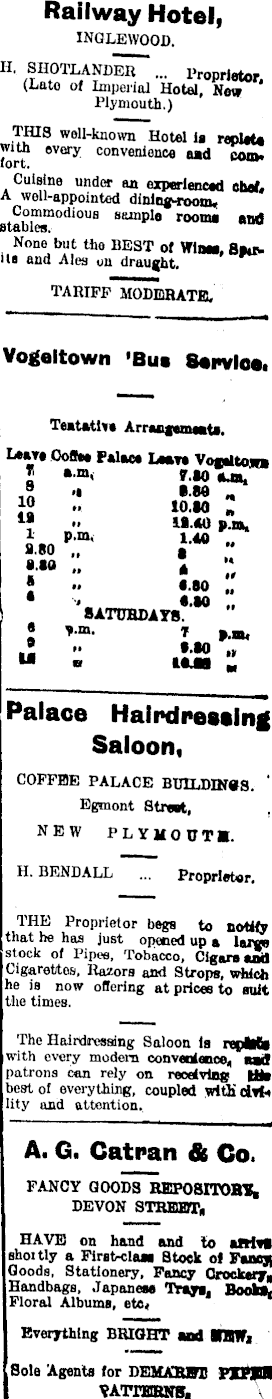 Railway Hotel,
INGLEWOOD.
H. SHOTLANDER ... Proprietor,
(Late of Imperial Hotel, New
Plymouth.)
THIS well-known Hotel is replete
with every convenience and com-
fort.
Cuisine under an experienced chef.
A well-appointed dining-room.
Commodious sample rooms and
stables.
None but the BEST of Wines, Spir-
its and Ales on draught.
TARIFF MODERATE.
Vogeltown 'Bus Service.
Tentative Arrangements.
Leave Coffee Palace Leave Vogeltown
7 a.m. 7.30 a.m.
8 ,, 8.30 ,,
10 ,, 10.30 ,,
12 ,, 12.40 p.m.
1 p.m. 1.40 ,,
2.30 ,, 3 ,,
3.30 ,, 4 ,,
5 ,, 5.30 ,,
6 ,, 6.30 ,,
SATURDAYS.
6 p.m. 7 p.m.
9 ,, 9.30 ,,
,, ,,
Palace Hairdressing
Saloon,
COFFEE PALACE BUILDINGS.
Egmont Street,
NEW PLYMOUTH.
H. BENDALL ... Proprietor.
THE Proprietor begs to notify
that he has just opened up a large
stock of Pipes, Tobacco, Cigars and
Cigarettes, Razors and Strops, which
he is now offering at prices to suit
the times.
The Hairdressing Saloon is replete
with every modern convenience, and
patrons can rely on receiving the
best of everything, coupled with civi-
lity and attention.
A. G. Catran & Co.
FANCY GOODS REPOSITORY,
DEVON STREET,
HAVE on hand and to arrive
shortly a First-class Stock of Fancy
Goods, Stationery, Fancy Crockery,
Handbags, Japanese Trays, Books,
Floral Albums, etc.
Everything BRIGHT and NEW.
Sole Agents for DEMAREST PAPER
PATTERNS.